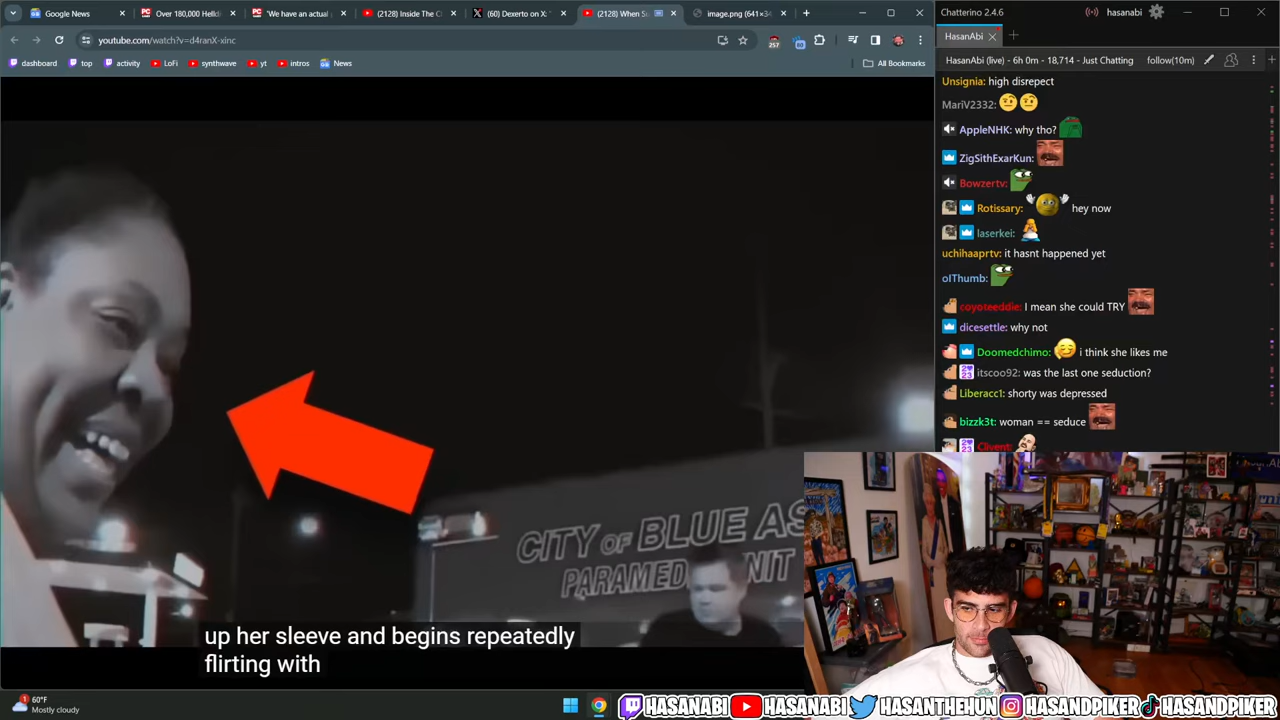 Google News
Over 180,000 Helldi
"We have an actual
(2128) Inside The C
(60) Dexerto on X:
(2128) When S
image.png (641×34
youtube.com/watch?v=d4ranX-xinc
257
dashboard
top
activity
LoFi
synthwave
yt
intros
News
All Bookmarks
CITY OF BLUE AS
PARAMED UNIT
up her sleeve and begins repeatedly
flirting with
Chatterino 2.4.6
hasanabi
HasanAbi
HasanAbi (live) - 6h 0m - 18,714 - Just Chatting
follow(10m)
Unsignia: high disrepect
MariV2332:
AppleNHK: why tho?
ZigSithExarKun:
Bowzertv:
Rotissary: hey now
laserkei:
uchihaaprtv: it hasnt happened yet
oIThumb:
coyoteeddie: I mean she could TRY
dicesettle: why not
Doomedchimo: i think she likes me
itscoo92: was the last one seduction?
Liberacc1: shorty was depressed
bizzk3t: woman == seduce
Clivent:
60°F
Mostly cloudy
HASANABI
HASANABI
HASANTHEHUN
HASANDPIKER
HASANDPIKER